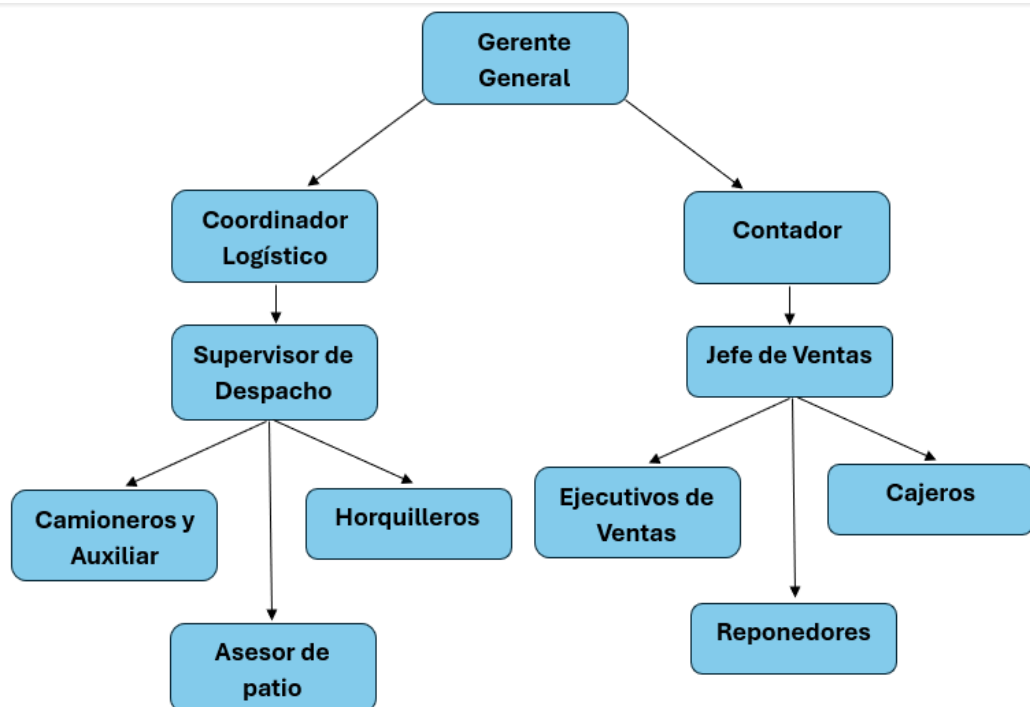 Gerente
General
Coordinador
Logístico
Contador
Supervisor de
Despacho
Jefe de Ventas
Camioneros y
Auxiliar
Horquilleros
Ejecutivos de
Ventas
Cajeros
Asesor de
patio
Reponedores